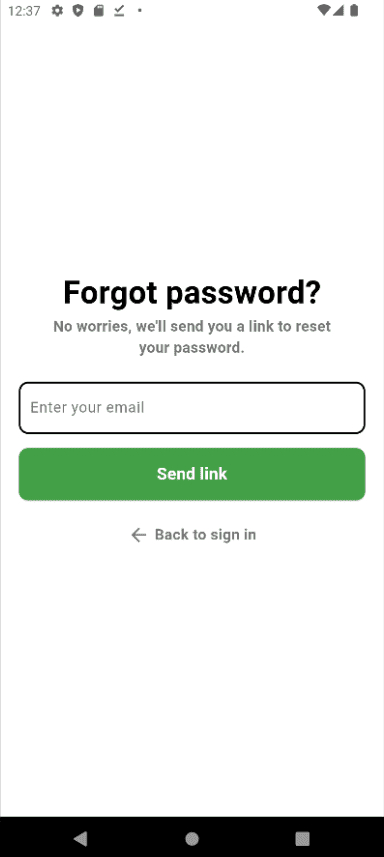 12:37
Forgot password?
No worries, we'll send you a link to reset
your password.
Enter your email
Send link
Back to sign in